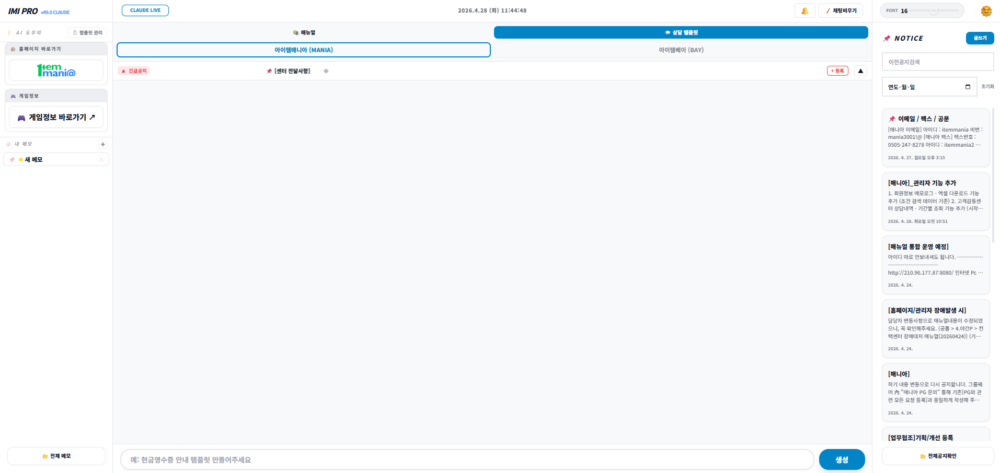 IMI PRO v49.0 CLAUDE
AI 도우미
템플릿 관리
홈페이지 바로가기
Item
mani@
게임정보
게임정보 바로가기 ↗
내 메모
+
새 메모 ×
전체 메모
CLAUDE LIVE
2026.4.28 (화) 11:44:48
채팅비우기
매뉴얼
상담 템플릿
아이템매니아 (MANIA)
아이템베이 (BAY)
긴급공지
[센터 전달사항] ◆
+ 등록
▲
예: 현금영수증 안내 템플릿 만들어주세요
생성
FONT 16
NOTICE
글쓰기
이전공지검색
연도-월-일
초기화
이메일 / 팩스 / 공문
[매니아 이메일] 아이디 : itemmania 비번 :
mania3001!@ [매니아 팩스] 팩스번호 :
0505-247-8278 아이디 : itemmania2 …
2026. 4. 27. 월요일 오후 3:15
[매니아]_관리자 기능 추가
1. 회원정보 메모로그 - 엑셀 다운로드 기능
추가 (조건 검색 데이터 기준) 2. 고객감동센
터 상담내역 - 기간별 조회 기능 추가 (시작…
2026. 4. 28. 화요일 오전 10:51
[매뉴얼 통합 운영 예정]
아이디 따로 안보내셔도 됩니다. --------------
---------------------------
http://210.96.177.87:8080/ 인터넷 Pc …
2026. 4. 24.
[홈페이지/관리자 장애발생 시]
담당자 변동사항으로 매뉴얼내용이 수정되었
으니, 꼭 확인해주세요. (공폴 > 4.야간P > 컨
택센터 장애대처 매뉴얼(20260424)) (기…
2026. 4. 24.
[매니아]
하기 내용 변동으로 다시 공지합니다. 그룹웨
어 內 "매니아 PG 문의" 통해 기존[PG와 관
련 모든 요청 등록]과 동일하게 작성해 주…
2026. 4. 24.
[업무협조]기획/개선 등록
전체공지확인